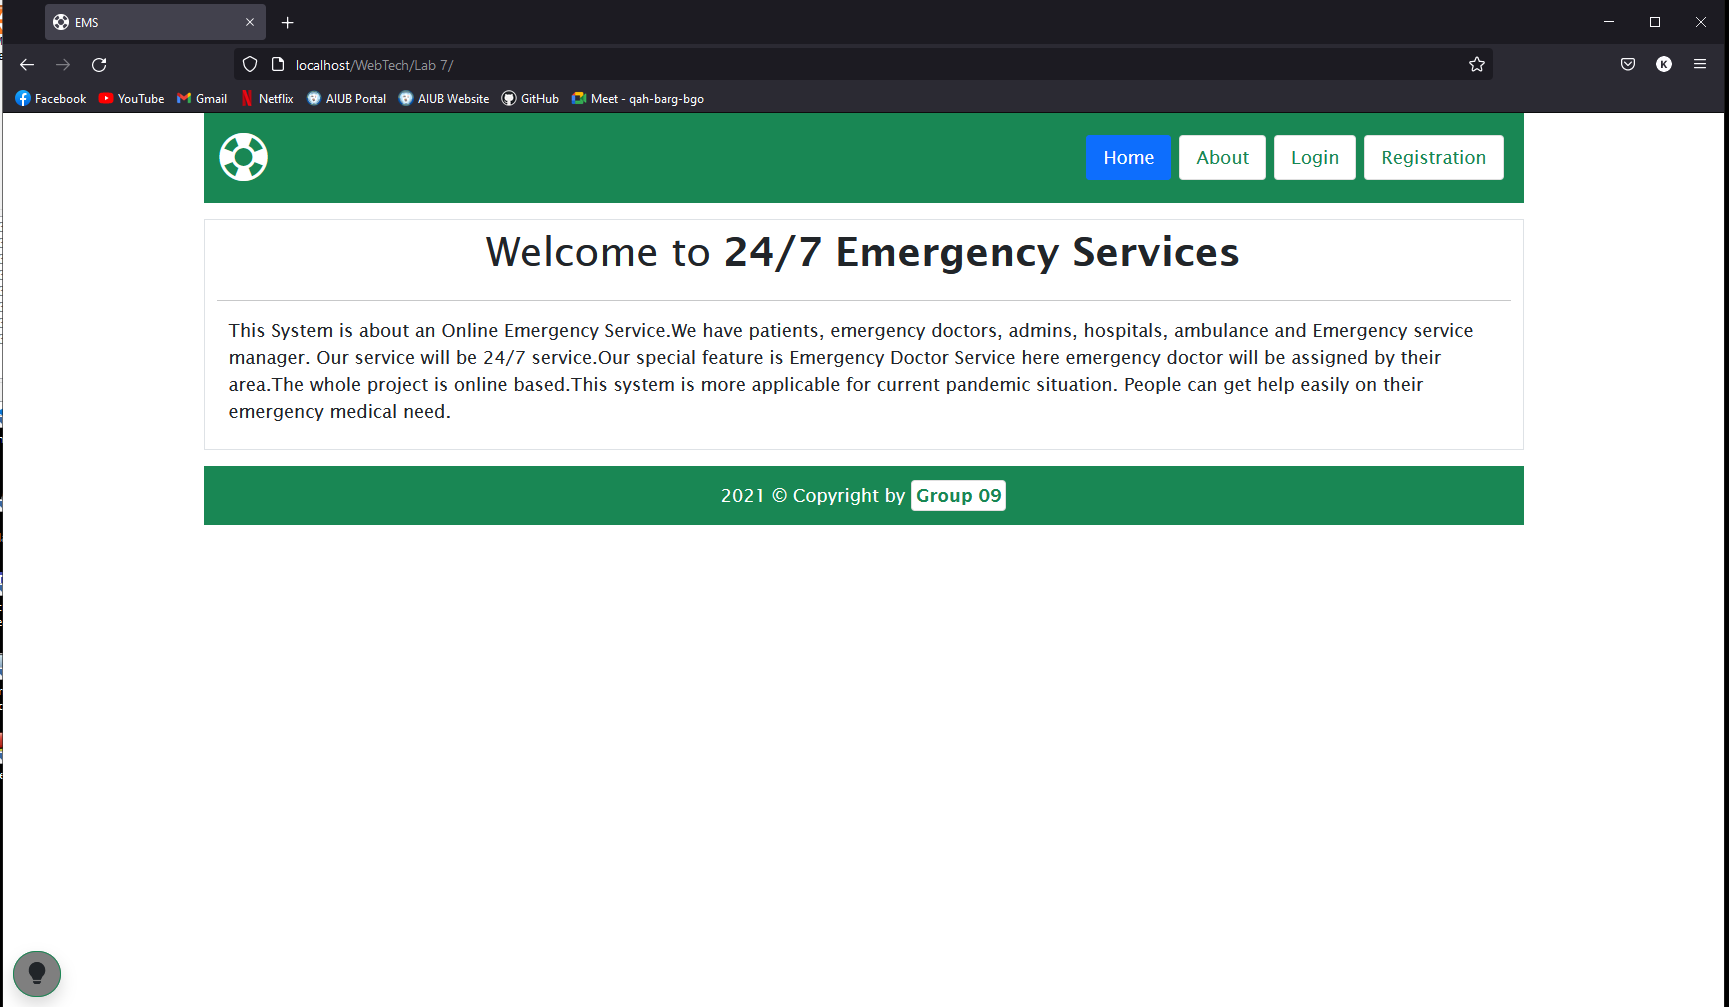 EMS
localhost/WebTech/Lab 7/
K
Facebook YouTube Gmail Netflix AIUB Portal AIUB Website GitHub Meet - qah-barg-bgo
Home About Login Registration
Welcome to 24/7 Emergency Services
This System is about an Online Emergency Service.We have patients, emergency doctors, admins, hospitals, ambulance and Emergency service
manager. Our service will be 24/7 service.Our special feature is Emergency Doctor Service here emergency doctor will be assigned by their
area.The whole project is online based.This system is more applicable for current pandemic situation. People can get help easily on their
emergency medical need.
2021 © Copyright by Group 09